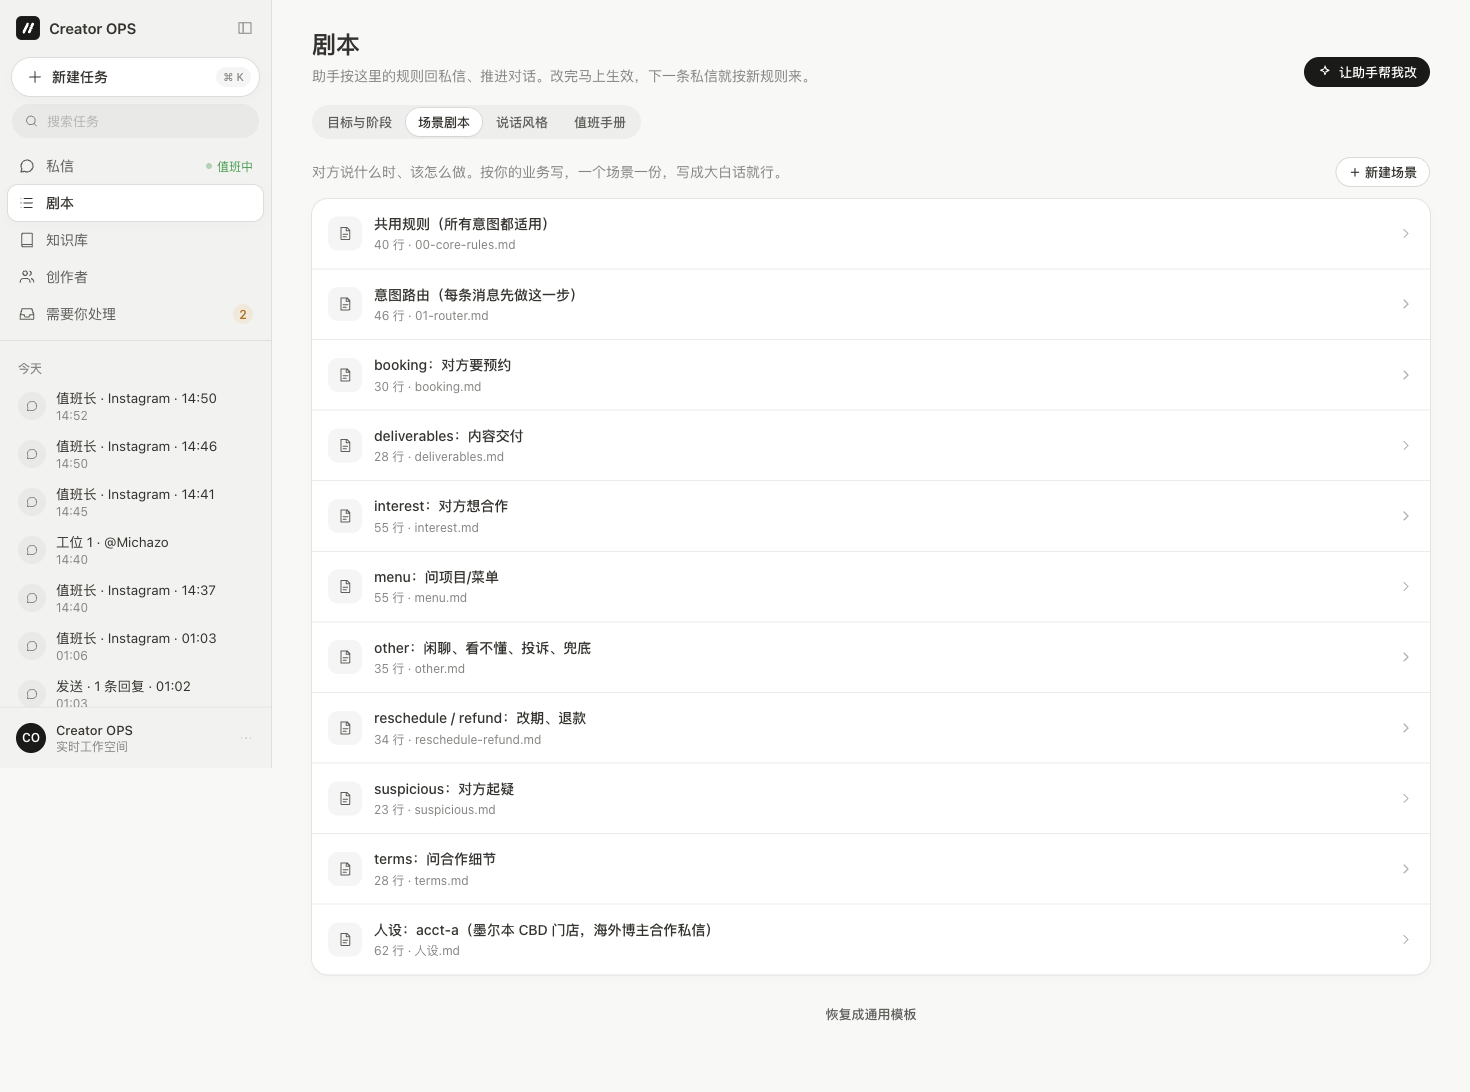 Creator OPS
新建任务
⌘ K
搜索任务
私信
值班中
剧本
知识库
创作者
需要你处理
2
今天
值班长 · Instagram · 14:50
14:52
值班长 · Instagram · 14:46
14:50
值班长 · Instagram · 14:41
14:45
工位 1 · @Michazo
14:40
值班长 · Instagram · 14:37
14:40
值班长 · Instagram · 01:03
01:06
发送 · 1 条回复 · 01:02
01:03
CO
Creator OPS
实时工作空间
剧本
助手按这里的规则回私信、推进对话。改完马上生效，下一条私信就按新规则来。
让助手帮我改
目标与阶段 场景剧本 说话风格 值班手册
对方说什么时、该怎么做。按你的业务写，一个场景一份，写成大白话就行。
+ 新建场景
共用规则（所有意图都适用）
40 行 · 00-core-rules.md
意图路由（每条消息先做这一步）
46 行 · 01-router.md
booking：对方要预约
30 行 · booking.md
deliverables：内容交付
28 行 · deliverables.md
interest：对方想合作
55 行 · interest.md
menu：问项目/菜单
55 行 · menu.md
other：闲聊、看不懂、投诉、兜底
35 行 · other.md
reschedule / refund：改期、退款
34 行 · reschedule-refund.md
suspicious：对方起疑
23 行 · suspicious.md
terms：问合作细节
28 行 · terms.md
人设：acct-a（墨尔本 CBD 门店，海外博主合作私信）
62 行 · 人设.md
恢复成通用模板